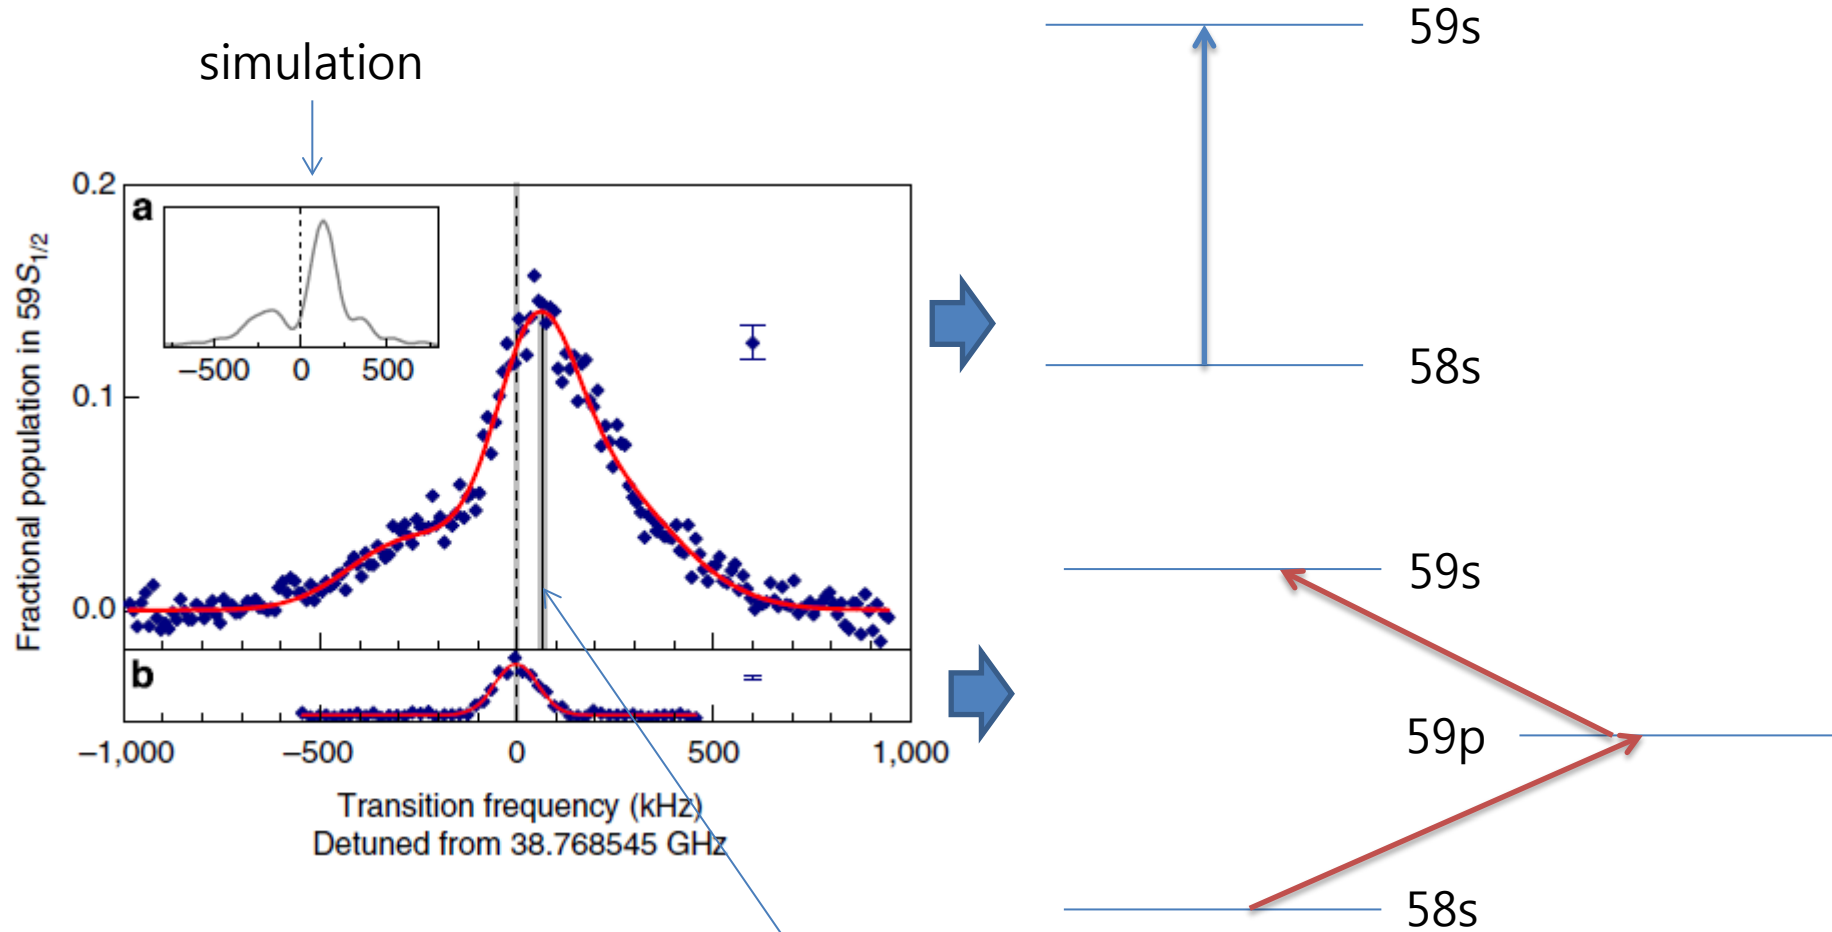 simulation
0.2
a
−500 0 500
0.1
0.0
Fractional population in 59S1/2
b
−1,000 −500 0 500 1,000
Transition frequency (kHz)
Detuned from 38.768545 GHz
59s
58s
59s
59p
58s